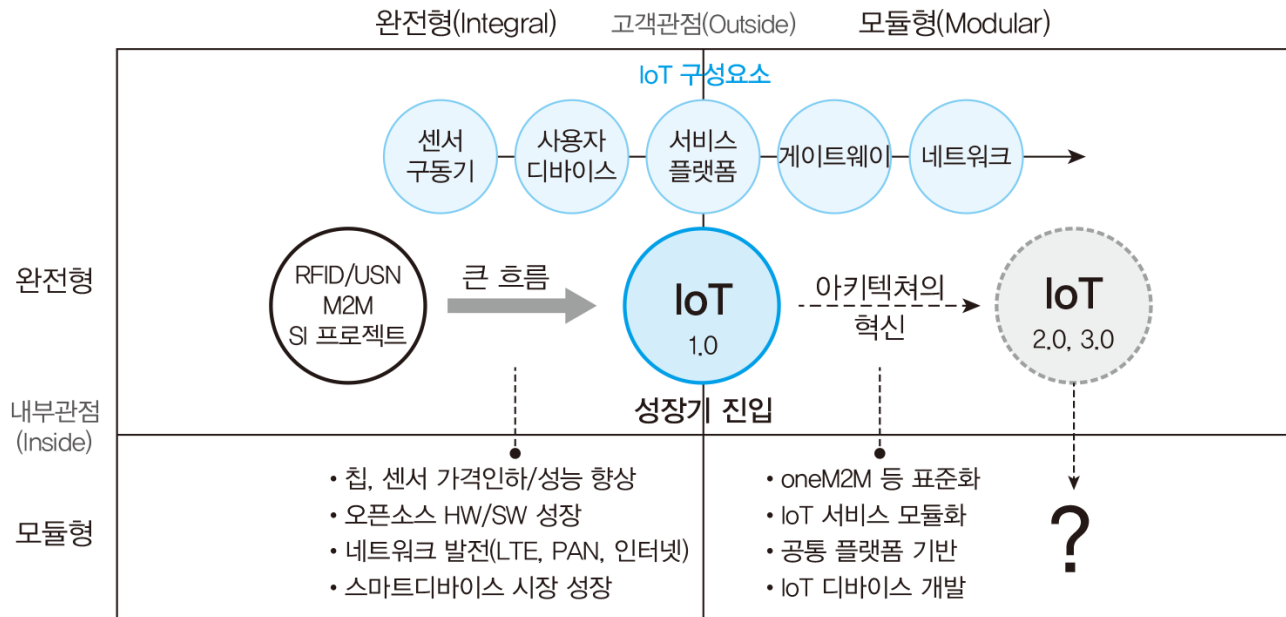 완전형(Integral) 고객관점(Outside) 모듈형(Modular)
IoT 구성요소
센서
구동기
사용자
디바이스
서비스
플랫폼
게이트웨이
네트워크
완전형
RFID/USN
M2M
SI 프로젝트
큰 흐름
IoT
1.0
아키텍쳐의
혁신
IoT
2.0, 3.0
내부관점
(Inside)
성장기 진입
모듈형
• 칩, 센서 가격인하/성능 향상
• 오픈소스 HW/SW 성장
• 네트워크 발전(LTE, PAN, 인터넷)
• 스마트디바이스 시장 성장
• oneM2M 등 표준화
• IoT 서비스 모듈화
• 공통 플랫폼 기반
• IoT 디바이스 개발
?